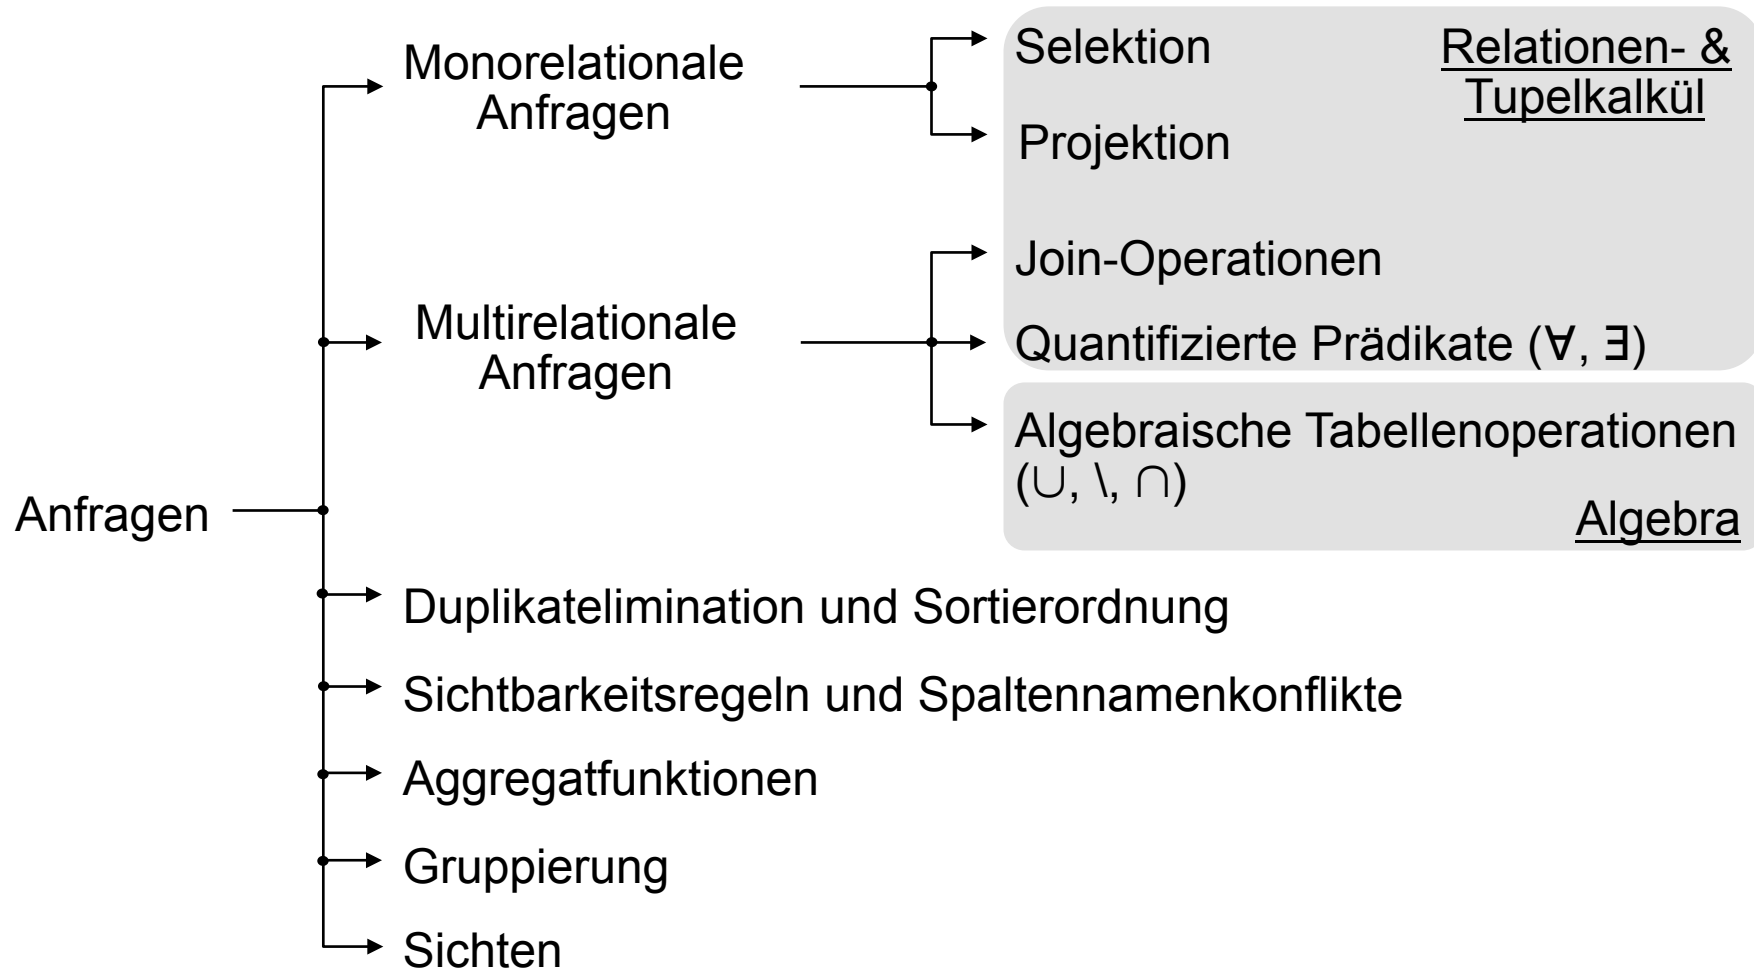 Monorelationale
Anfragen
Selektion
Projektion
Relationen- &
Tupelkalkül
Multirelationale
Anfragen
Join-Operationen
Quantifizierte Prädikate (∀, ∃)
Algebraische Tabellenoperationen
(∪, \, ∩)
Algebra
Anfragen
Duplikatelimination und Sortierordnung
Sichtbarkeitsregeln und Spaltennamenkonflikte
Aggregatfunktionen
Gruppierung
Sichten